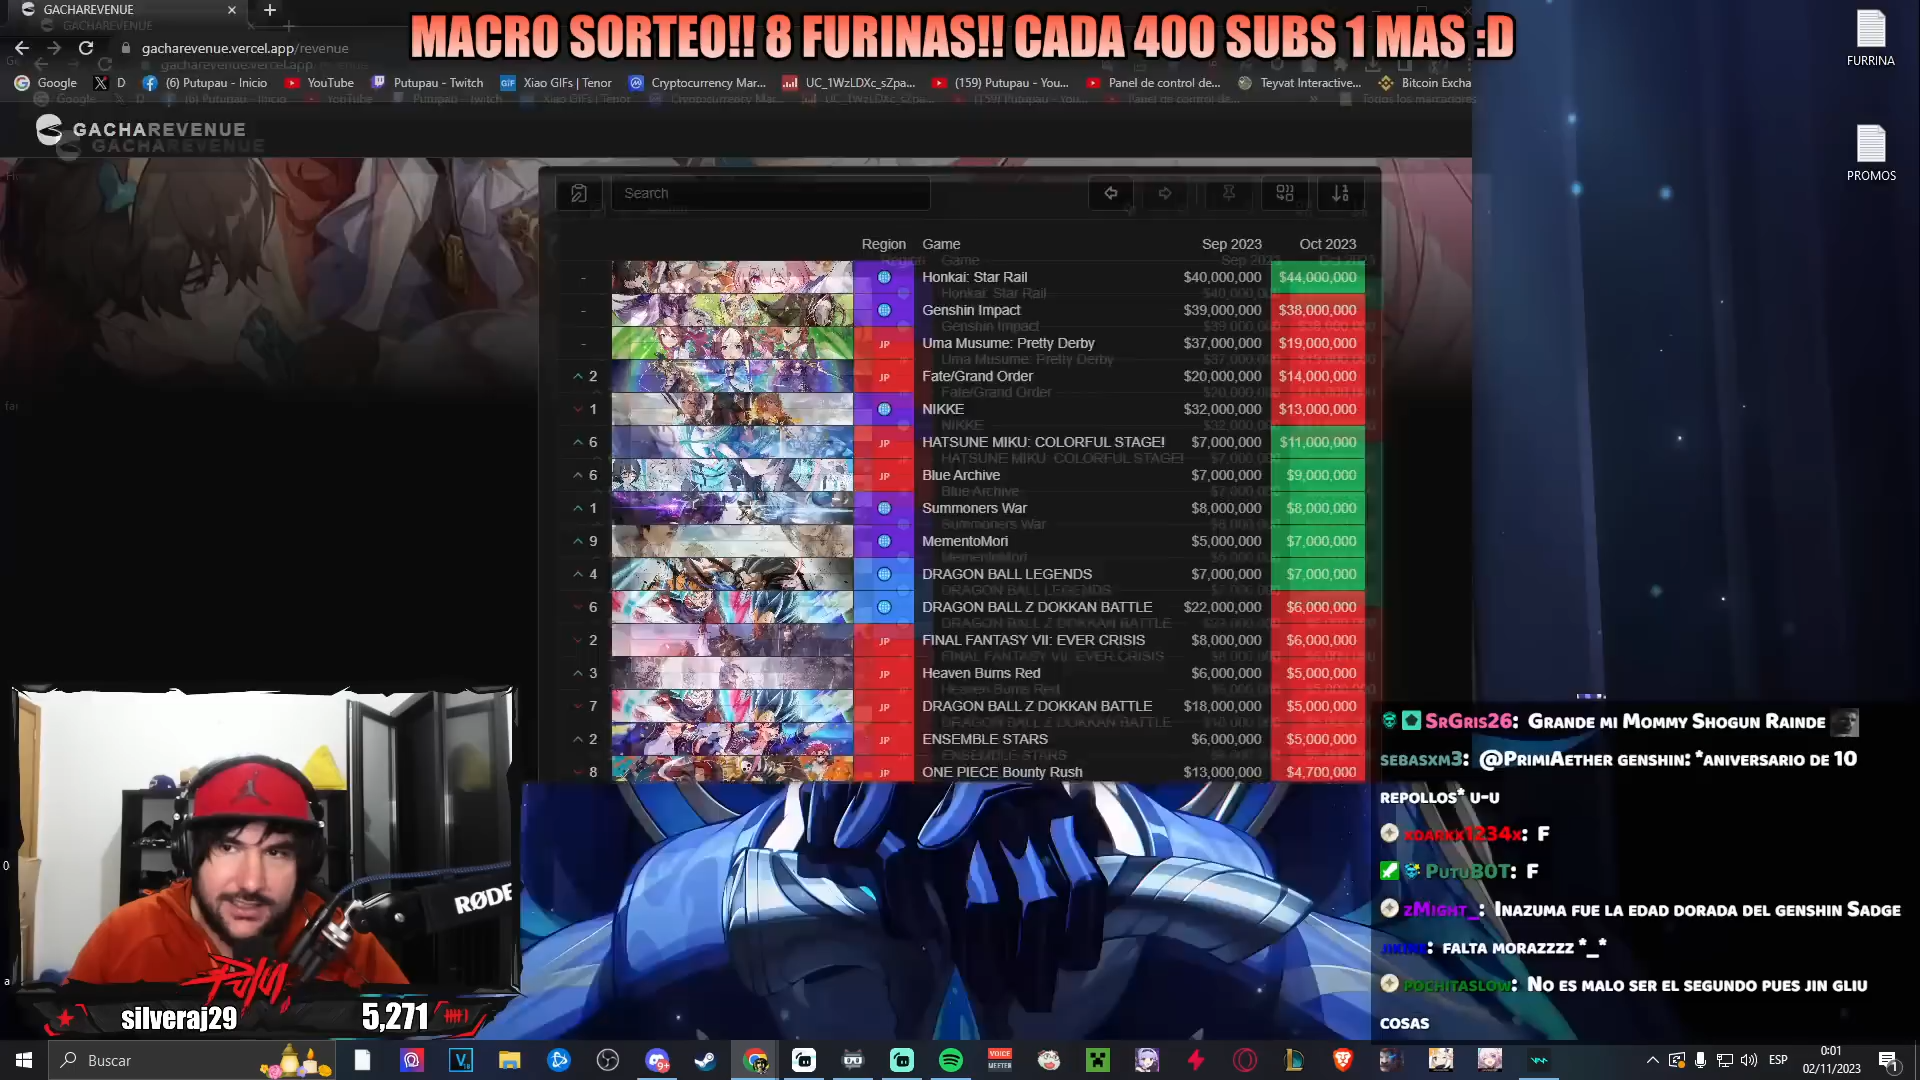 GACHAREVENUE
MACRO SORTEO!! 8 FURINAS!! CADA 400 SUBS 1 MAS :D
gacharevenue.vercel.app/revenue
Google
D
(6) Putupau - Inicio
YouTube
Putupau - Twitch
Xiao GIFs | Tenor
Cryptocurrency Mar...
UC_1WzLDXc_sZpa...
(159) Putupau - You...
Panel de control de...
Teyvat Interactive...
Bitcoin Excha
FURRINA
PROMOS
GACHAREVENUE
Search
Region Game Sep 2023 Oct 2023
- Honkai: Star Rail $40,000,000 $44,000,000
- Genshin Impact $39,000,000 $38,000,000
- JP Uma Musume: Pretty Derby $37,000,000 $19,000,000
2 JP Fate/Grand Order $20,000,000 $14,000,000
1 NIKKE $32,000,000 $13,000,000
6 JP HATSUNE MIKU: COLORFUL STAGE! $7,000,000 $11,000,000
6 JP Blue Archive $7,000,000 $9,000,000
1 Summoners War $8,000,000 $8,000,000
9 MementoMori $5,000,000 $7,000,000
4 DRAGON BALL LEGENDS $7,000,000 $7,000,000
6 DRAGON BALL Z DOKKAN BATTLE $22,000,000 $6,000,000
2 JP FINAL FANTASY VII: EVER CRISIS $8,000,000 $6,000,000
3 JP Heaven Burns Red $6,000,000 $5,000,000
7 JP DRAGON BALL Z DOKKAN BATTLE $18,000,000 $5,000,000
2 JP ENSEMBLE STARS $6,000,000 $5,000,000
8 JP ONE PIECE Bounty Rush $13,000,000 $4,700,000
SRGRIS26: GRANDE MI MOMMY SHOGUN RAINDE
SEBASXM3: @PRIMIAETHER GENSHIN: *ANIVERSARIO DE 10
REPOLLOS* U-U
XDARKX1234X: F
PUTUB0T: F
ZMIGHT_: INAZUMA FUE LA EDAD DORADA DEL GENSHIN SADGE
: FALTA MORAZZZZ *_*
POCHITASLOW: NO ES MALO SER EL SEGUNDO PUES JIN GLIU
COSAS
RØDE
silveraj29
5,271
Buscar
VOICE MEETER
ESP
0:01
02/11/2023